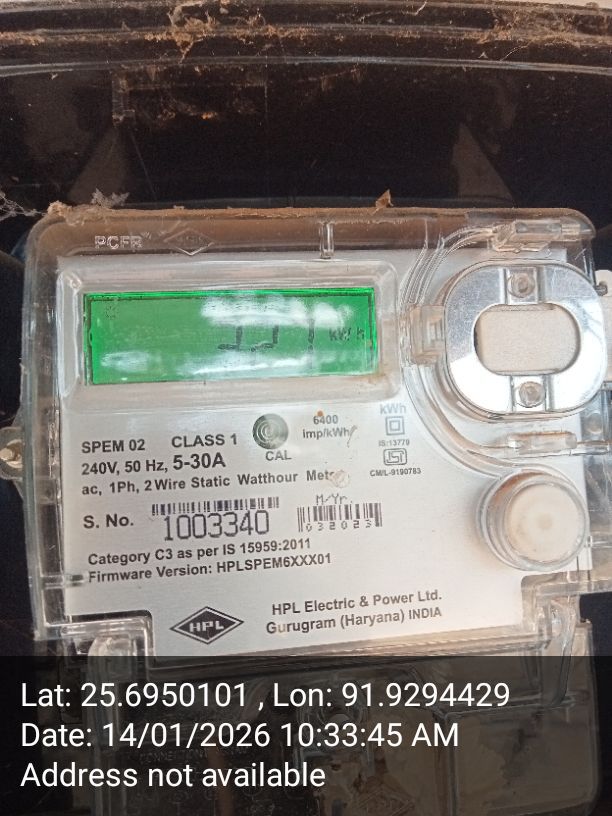 PCFR
HPL
kWh
SPEM 02 CLASS 1
6400
imp/kWh
CAL
kWh
IS:13779
ISI
CM/L-9190783
240V, 50 Hz, 5-30A
ac, 1Ph, 2 Wire Static Watthour Meter
M/Yr.
S. No. 1003340
032023
Category C3 as per IS 15959:2011
Firmware Version: HPLSPEM6XXX01
HPL
HPL Electric & Power Ltd.
Gurugram (Haryana) INDIA
Lat: 25.6950101 , Lon: 91.9294429
Date: 14/01/2026 10:33:45 AM
Address not available